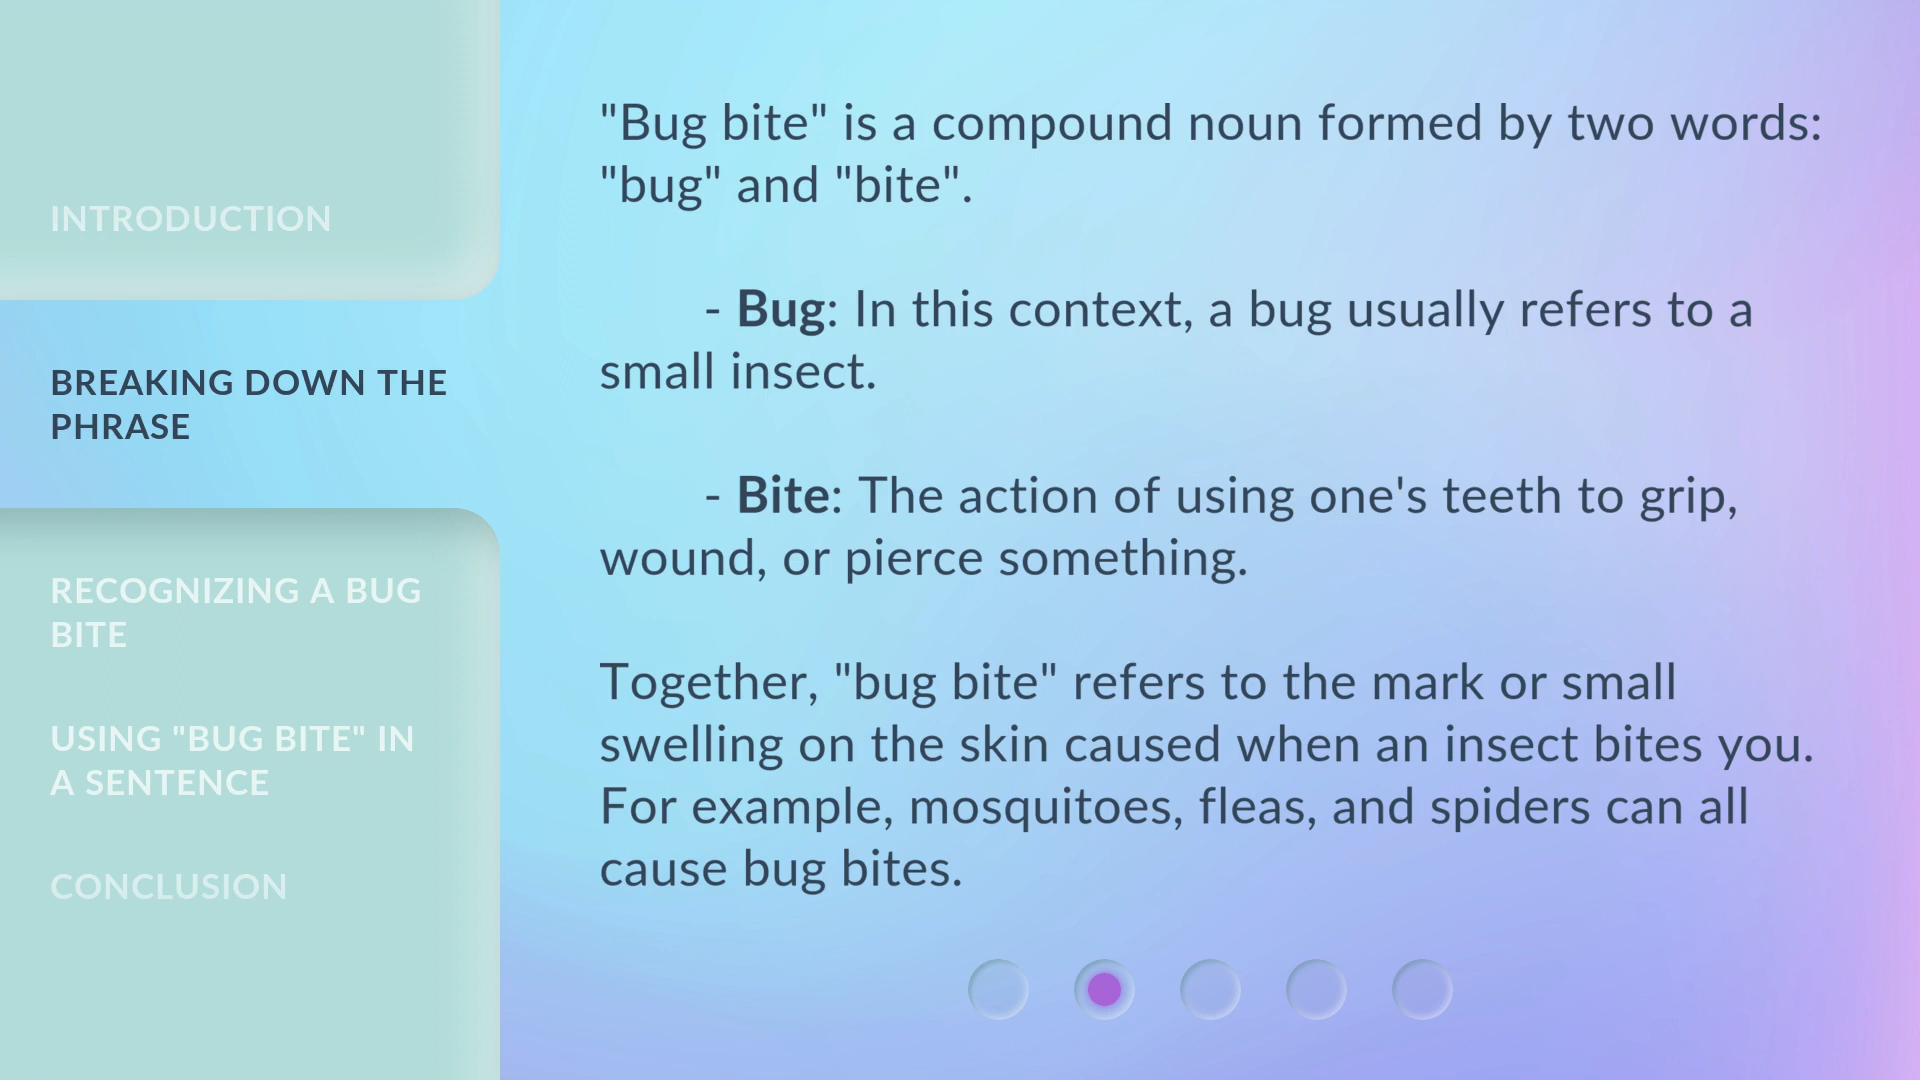 INTRODUCTION
BREAKING DOWN THE
PHRASE
RECOGNIZING A BUG
BITE
USING "BUG BITE" IN
A SENTENCE
CONCLUSION
"Bug bite" is a compound noun formed by two words:
"bug" and "bite".
- Bug: In this context, a bug usually refers to a
small insect.
- Bite: The action of using one's teeth to grip,
wound, or pierce something.
Together, "bug bite" refers to the mark or small
swelling on the skin caused when an insect bites you.
For example, mosquitoes, fleas, and spiders can all
cause bug bites.